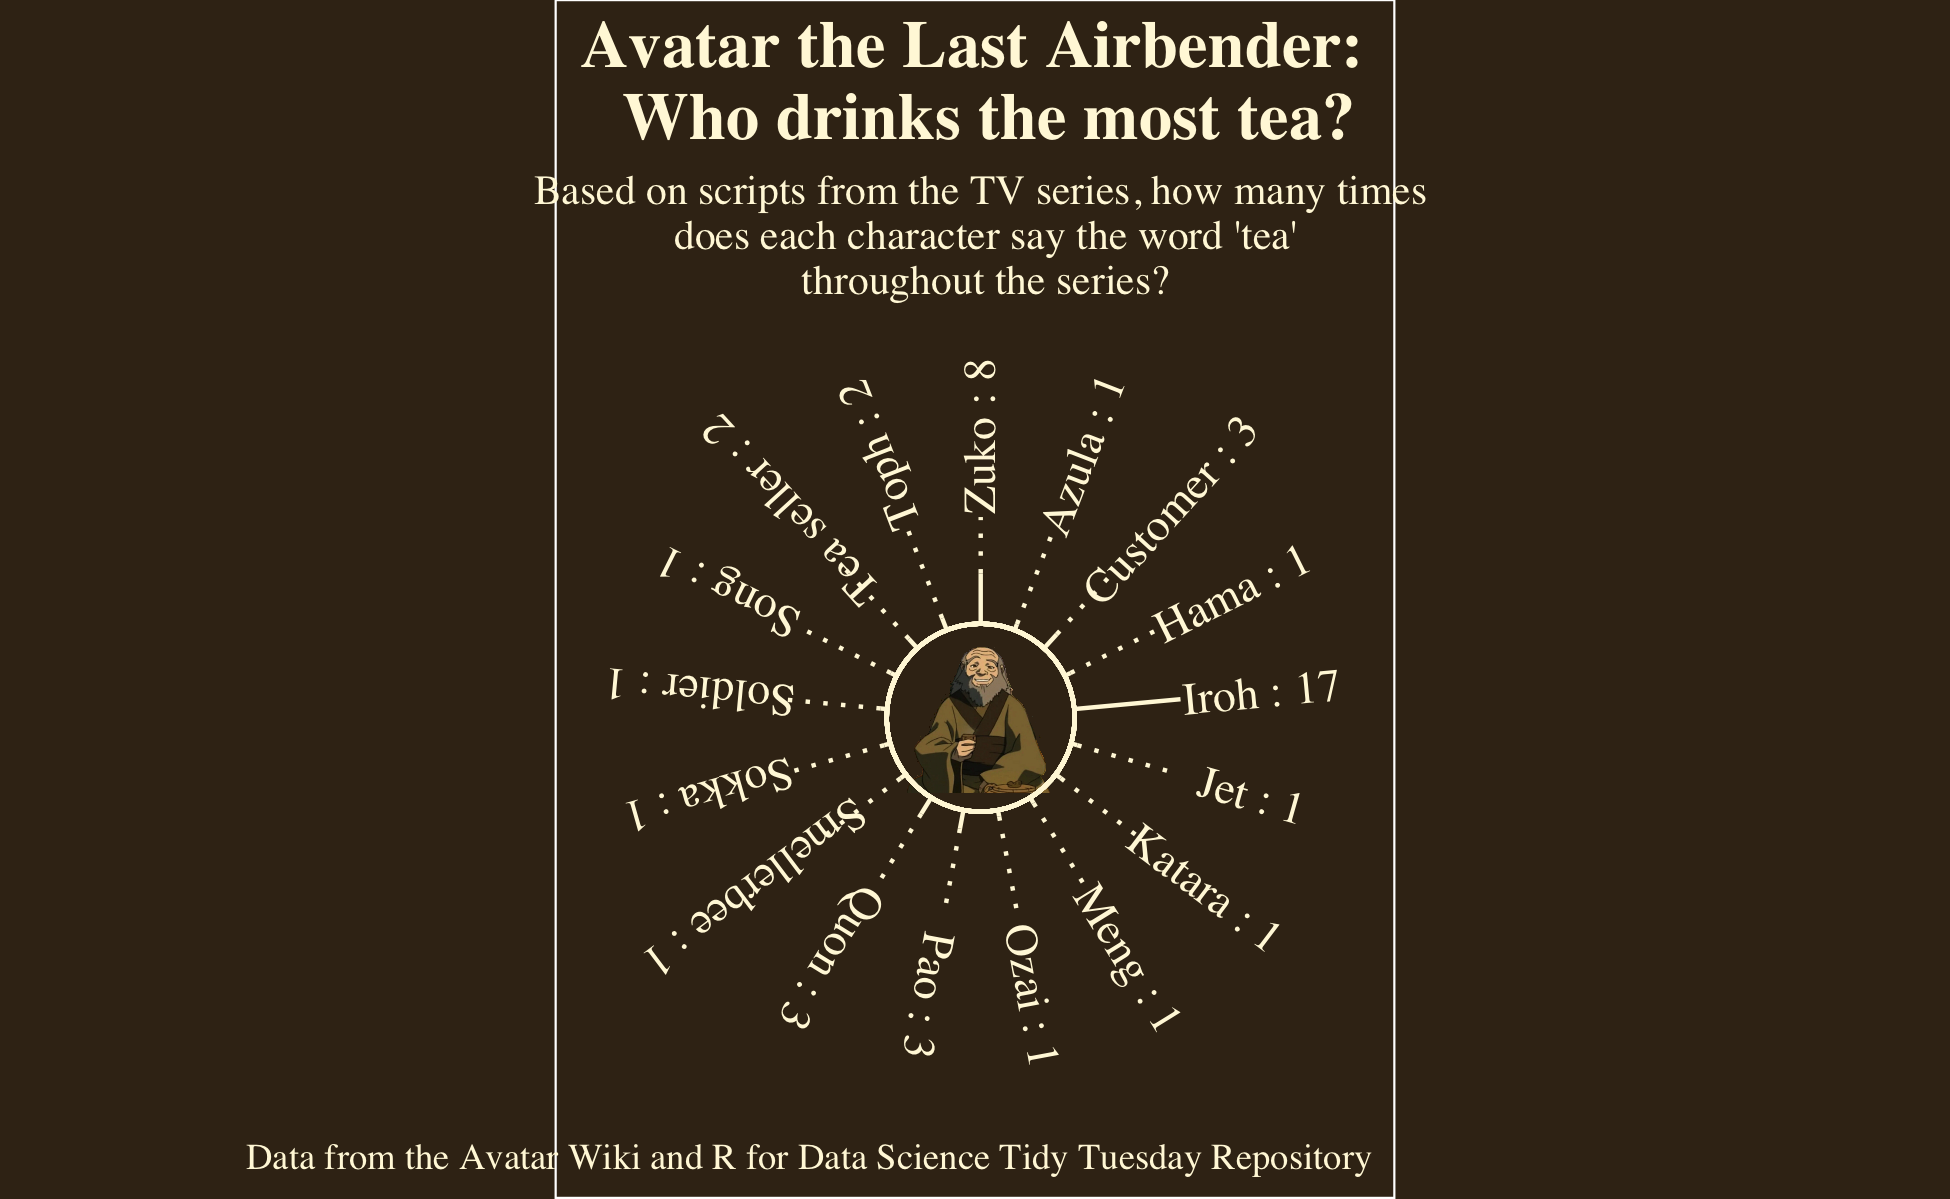 Avatar the Last Airbender:
Who drinks the most tea?
Based on scripts from the TV series, how many times
does each character say the word 'tea'
throughout the series?
Zuko : 8
Azula : 1
Customer : 3
Hama : 1
Iroh : 17
Jet : 1
Katara : 1
Meng : 1
Ozai : 1
Pao : 3
Quon : 3
Smellerbee : 1
Sokka : 1
Soldier : 1
Song : 1
Tea seller : 2
Toph : 2
Data from the Avatar Wiki and R for Data Science Tidy Tuesday Repository